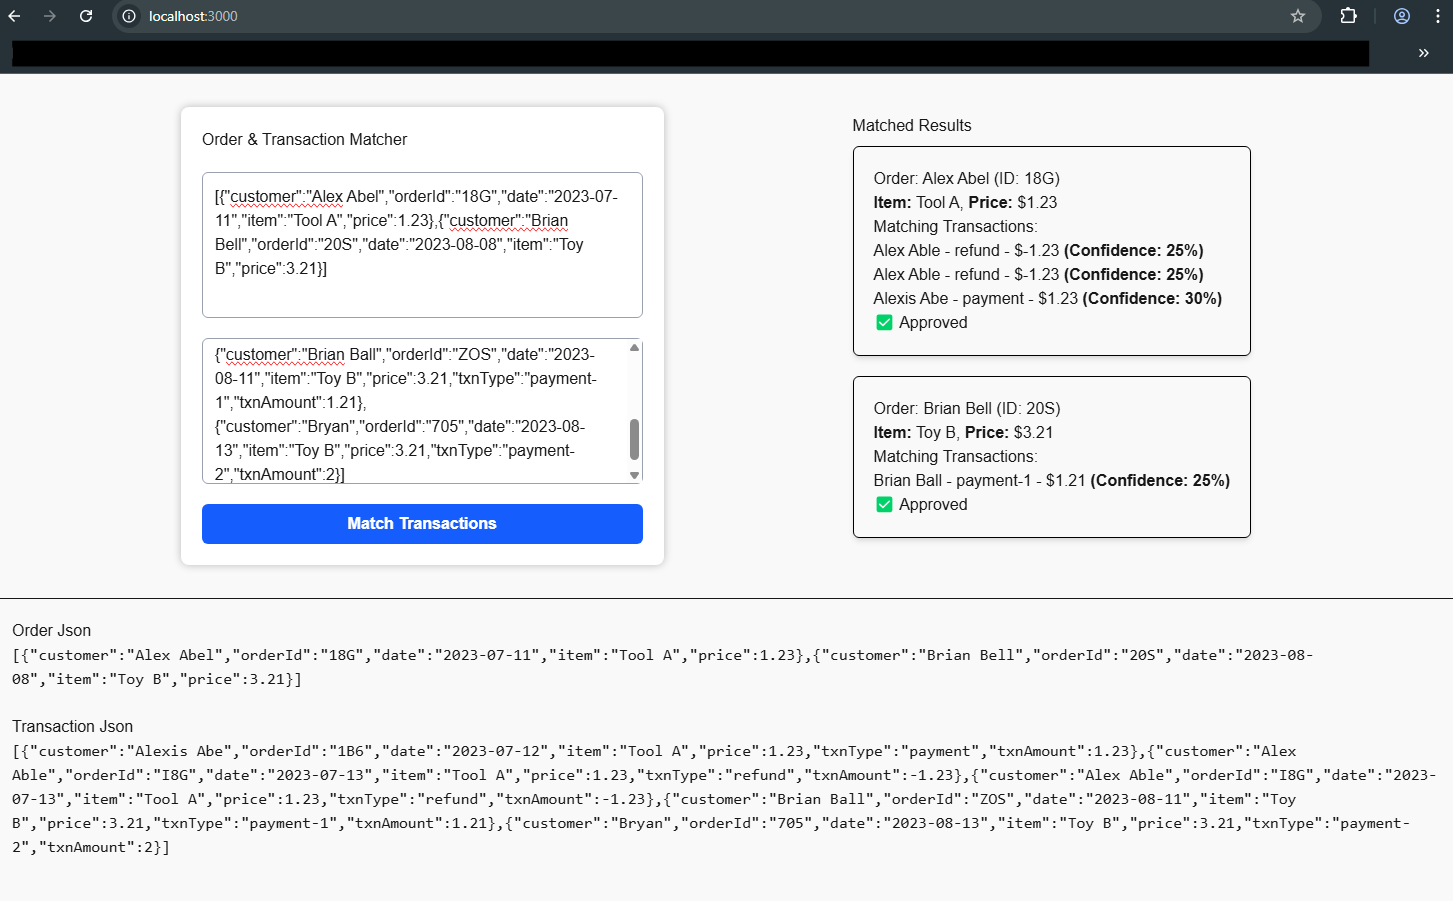 localhost:3000
Order & Transaction Matcher
[{"customer":"Alex Abel","orderId":"18G","date":"2023-07-
11","item":"Tool A","price":1.23},{"customer":"Brian
Bell","orderId":"20S","date":"2023-08-08","item":"Toy
B","price":3.21}]
{"customer":"Brian Ball","orderId":"ZOS","date":"2023-
08-11","item":"Toy B","price":3.21,"txnType":"payment-
1","txnAmount":1.21},
{"customer":"Bryan","orderId":"705","date":"2023-08-
13","item":"Toy B","price":3.21,"txnType":"payment-
2","txnAmount":2}]
Match Transactions
Matched Results
Order: Alex Abel (ID: 18G)
Item: Tool A, Price: $1.23
Matching Transactions:
Alex Able - refund - $-1.23 (Confidence: 25%)
Alex Able - refund - $-1.23 (Confidence: 25%)
Alexis Abe - payment - $1.23 (Confidence: 30%)
✅ Approved
Order: Brian Bell (ID: 20S)
Item: Toy B, Price: $3.21
Matching Transactions:
Brian Ball - payment-1 - $1.21 (Confidence: 25%)
✅ Approved
Order Json
[{"customer":"Alex Abel","orderId":"18G","date":"2023-07-11","item":"Tool A","price":1.23},{"customer":"Brian Bell","orderId":"20S","date":"2023-08-
08","item":"Toy B","price":3.21}]
Transaction Json
[{"customer":"Alexis Abe","orderId":"1B6","date":"2023-07-12","item":"Tool A","price":1.23,"txnType":"payment","txnAmount":1.23},{"customer":"Alex
Able","orderId":"I8G","date":"2023-07-13","item":"Tool A","price":1.23,"txnType":"refund","txnAmount":-1.23},{"customer":"Alex Able","orderId":"I8G","date":"2023-
07-13","item":"Tool A","price":1.23,"txnType":"refund","txnAmount":-1.23},{"customer":"Brian Ball","orderId":"ZOS","date":"2023-08-11","item":"Toy
B","price":3.21,"txnType":"payment-1","txnAmount":1.21},{"customer":"Bryan","orderId":"705","date":"2023-08-13","item":"Toy B","price":3.21,"txnType":"payment-
2","txnAmount":2}]